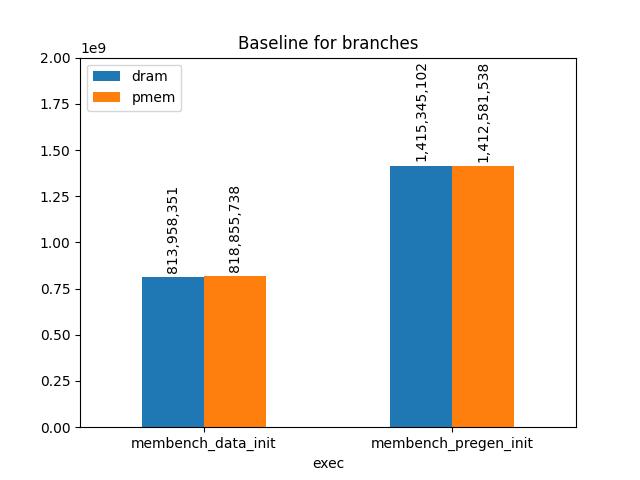 Baseline for branches
1e9
2.00
1.75
1.50
1.25
1.00
0.75
0.50
0.25
0.00
dram
pmem
813,958,351
818,855,738
1,415,345,102
1,412,581,538
membench_data_init
membench_pregen_init
exec